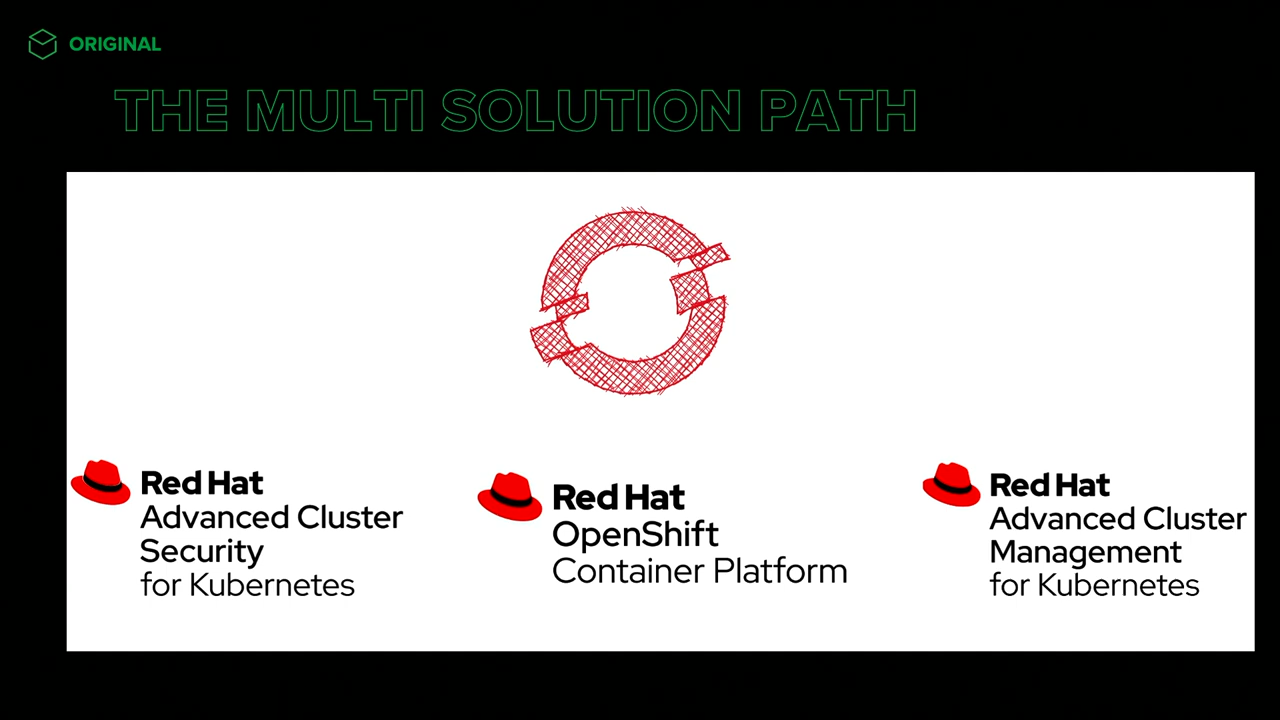 ORIGINAL
THE MULTI SOLUTION PATH
Red Hat
Advanced Cluster
Security
for Kubernetes
Red Hat
OpenShift
Container Platform
Red Hat
Advanced Cluster
Management
for Kubernetes